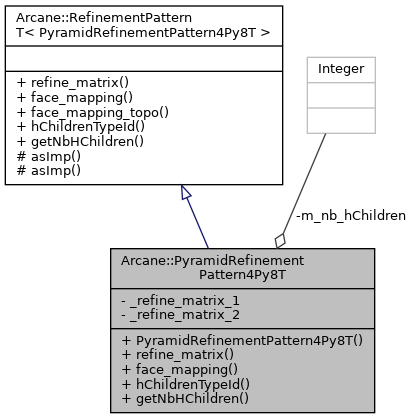 Arcane::RefinementPattern
T< PyramidRefinementPattern4Py8T >
+ refine_matrix()
+ face_mapping()
+ face_mapping_topo()
+ hChildrenTypeId()
+ getNbHChildren()
# asImp()
# asImp()
Integer
-m_nb_hChildren
Arcane::PyramidRefinement
Pattern4Py8T
- _refine_matrix_1
- _refine_matrix_2
+ PyramidRefinementPattern4Py8T()
+ refine_matrix()
+ face_mapping()
+ hChildrenTypeId()
+ getNbHChildren()